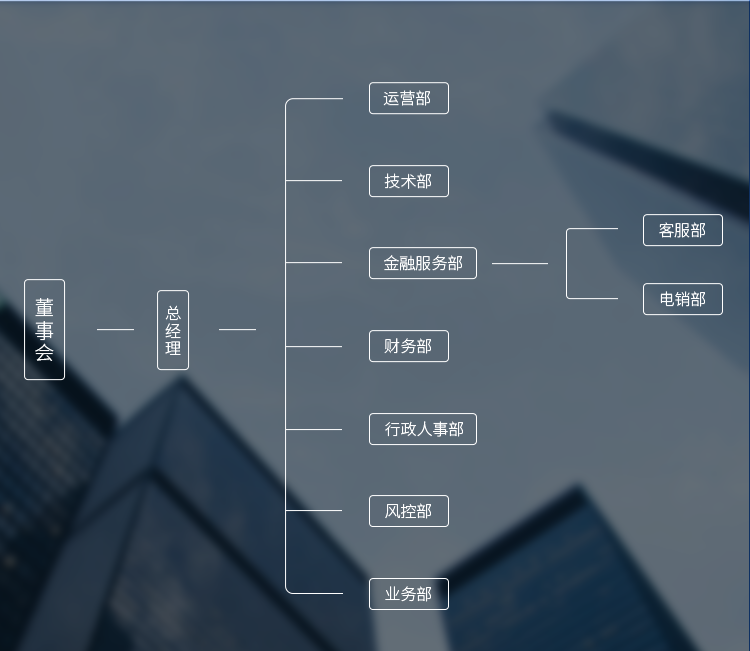 董事会
总经理
运营部
技术部
金融服务部
客服部
电销部
财务部
行政人事部
风控部
业务部